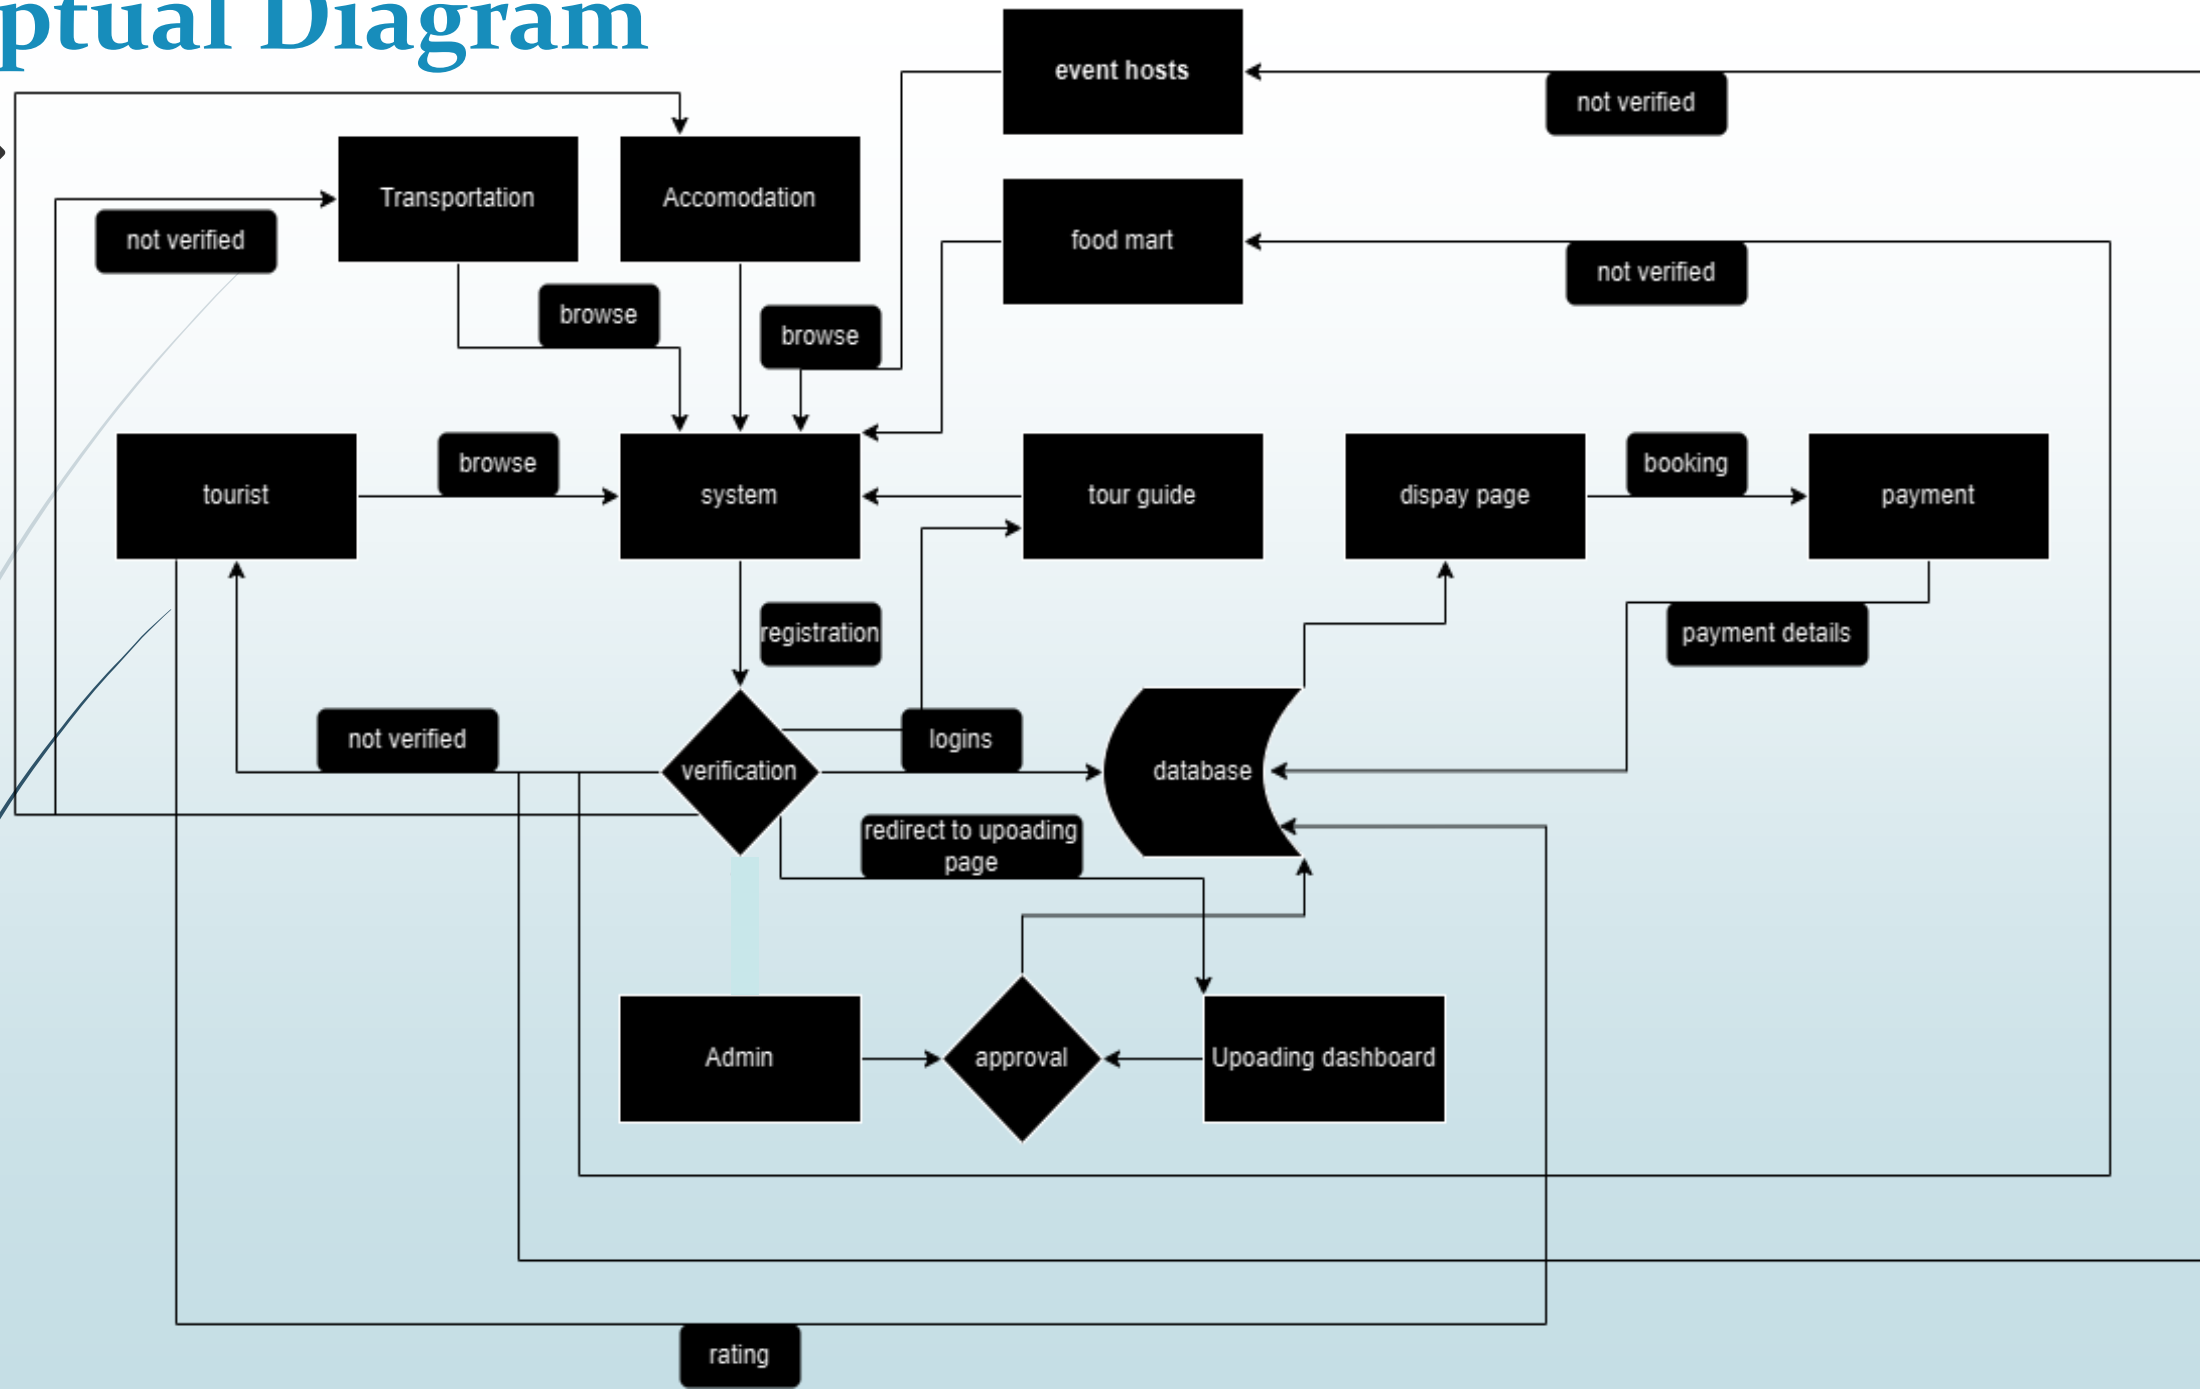 ptual Diagram
event hosts
not verified
Transportation
Accomodation
food mart
not verified
not verified
browse
browse
tourist
browse
system
tour guide
dispay page
booking
payment
registration
payment details
not verified
logins
verification
database
redirect to upoading
page
Admin
approval
Upoading dashboard
rating